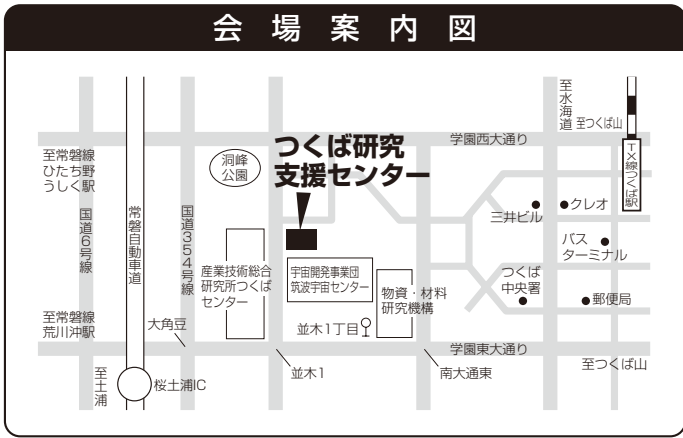 会場案内図
至水海道
至つくば山
学園西大通り
TX線つくば駅
至常磐線
ひたち野
うしく駅
洞峰
公園
つくば研究
支援センター
国道6号線
常磐自動車道
国道354号線
三井ビル
クレオ
バス
ターミナル
産業技術総合
研究所つくば
センター
宇宙開発事業団
筑波宇宙センター
物資・材料
研究機構
つくば
中央署
郵便局
至常磐線
荒川沖駅
大角豆
並木1丁目
学園東大通り
至つくば山
至土浦
桜土浦IC
並木1
南大通東